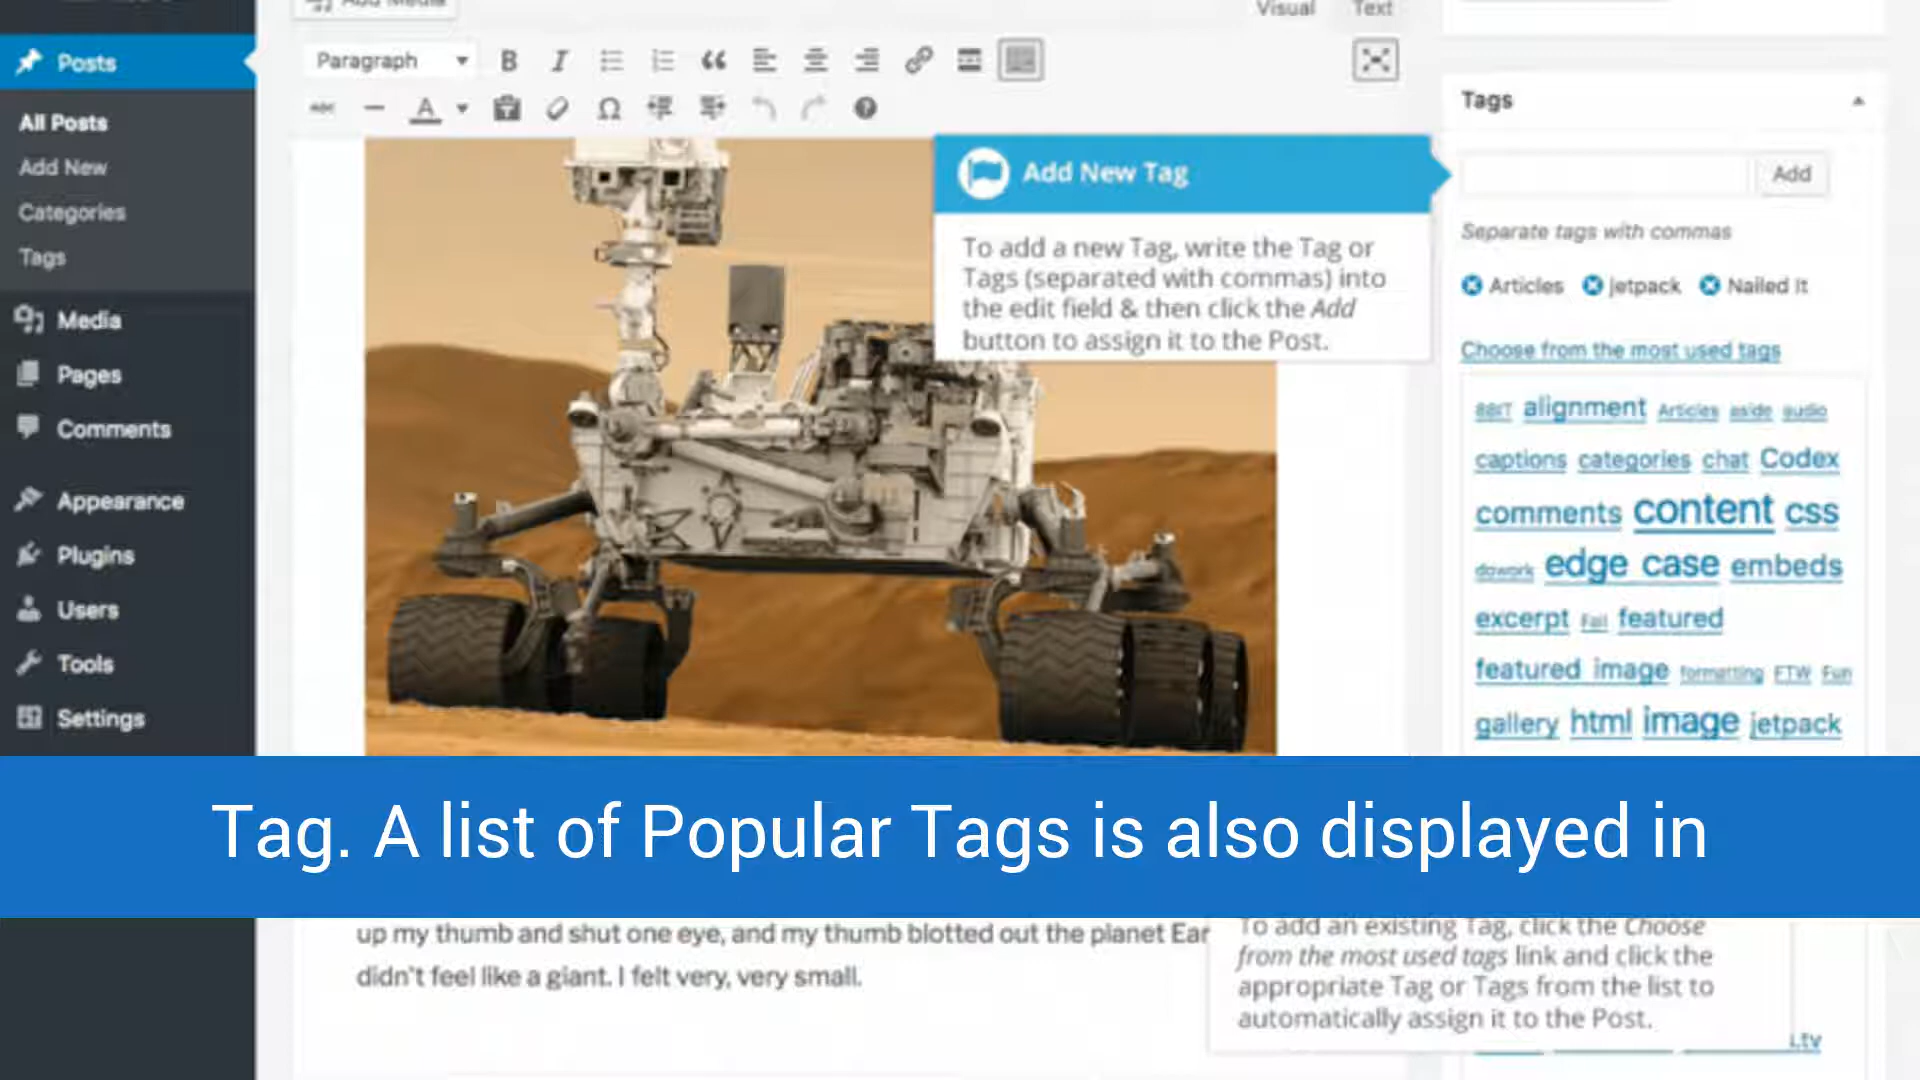 Add Media
Visual Text
Posts
Paragraph
B I
Tags
ABC A
All Posts
Add New
Categories
Tags
Media
Pages
Comments
Appearance
Plugins
Users
Tools
Settings
Add New Tag
To add a new Tag, write the Tag or
Tags (separated with commas) into
the edit field & then click the Add
button to assign it to the Post.
Add
Separate tags with commas
Articles jetpack Nailed It
Choose from the most used tags
8BIT alignment Articles aside audio
captions categories chat Codex
comments content css
dowork edge case embeds
excerpt Fail featured
featured image formatting FTW Fun
gallery html image jetpack
Tag. A list of Popular Tags is also displayed in
up my thumb and shut one eye, and my thumb blotted out the planet Ear
didn't feel like a giant. I felt very, very small.
To add an existing Tag, click the Choose
from the most used tags link and click the
appropriate Tag or Tags from the list to
automatically assign it to the Post.
.tv